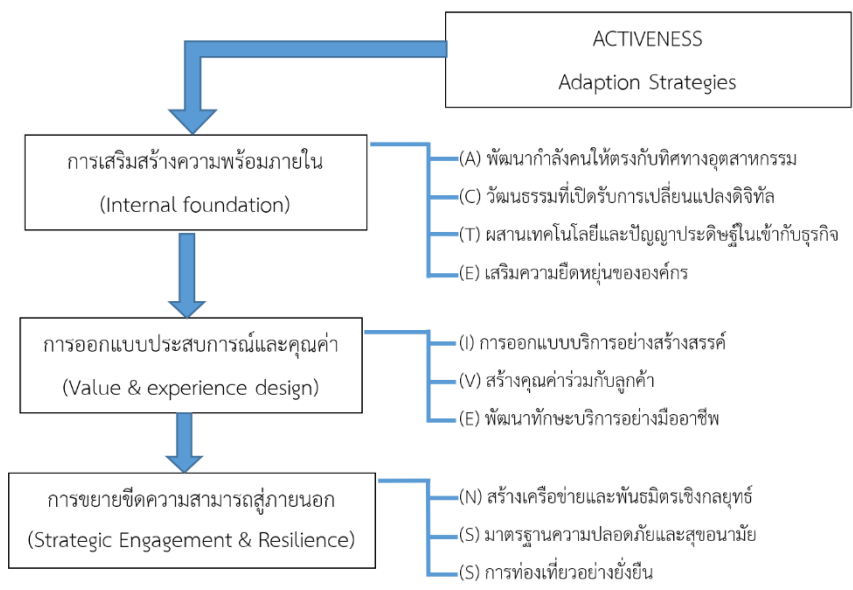 ACTIVENESS
Adaption Strategies
การเสริมสร้างความพร้อมภายใน
(Internal foundation)
(A) พัฒนากำลังคนให้ตรงกับทิศทางอุตสาหกรรม
(C) วัฒนธรรมที่เปิดรับการเปลี่ยนแปลงดิจิทัล
(T) ผสานเทคโนโลยีและปัญญาประดิษฐ์ในเข้ากับธุรกิจ
(E) เสริมความยืดหยุ่นขององค์กร
การออกแบบประสบการณ์และคุณค่า
(Value & experience design)
(I) การออกแบบบริการอย่างสร้างสรรค์
(V) สร้างคุณค่าร่วมกับลูกค้า
(E) พัฒนาทักษะบริการอย่างมืออาชีพ
การขยายขีดความสามารถสู่ภายนอก
(Strategic Engagement & Resilience)
(N) สร้างเครือข่ายและพันธมิตรเชิงกลยุทธ์
(S) มาตรฐานความปลอดภัยและสุขอนามัย
(S) การท่องเที่ยวอย่างยั่งยืน